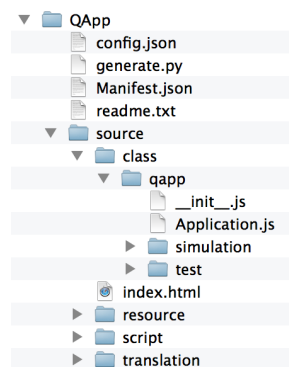 QApp
config.json
generate.py
Manifest.json
readme.txt
source
class
qapp
__init__.js
Application.js
simulation
test
index.html
resource
script
translation